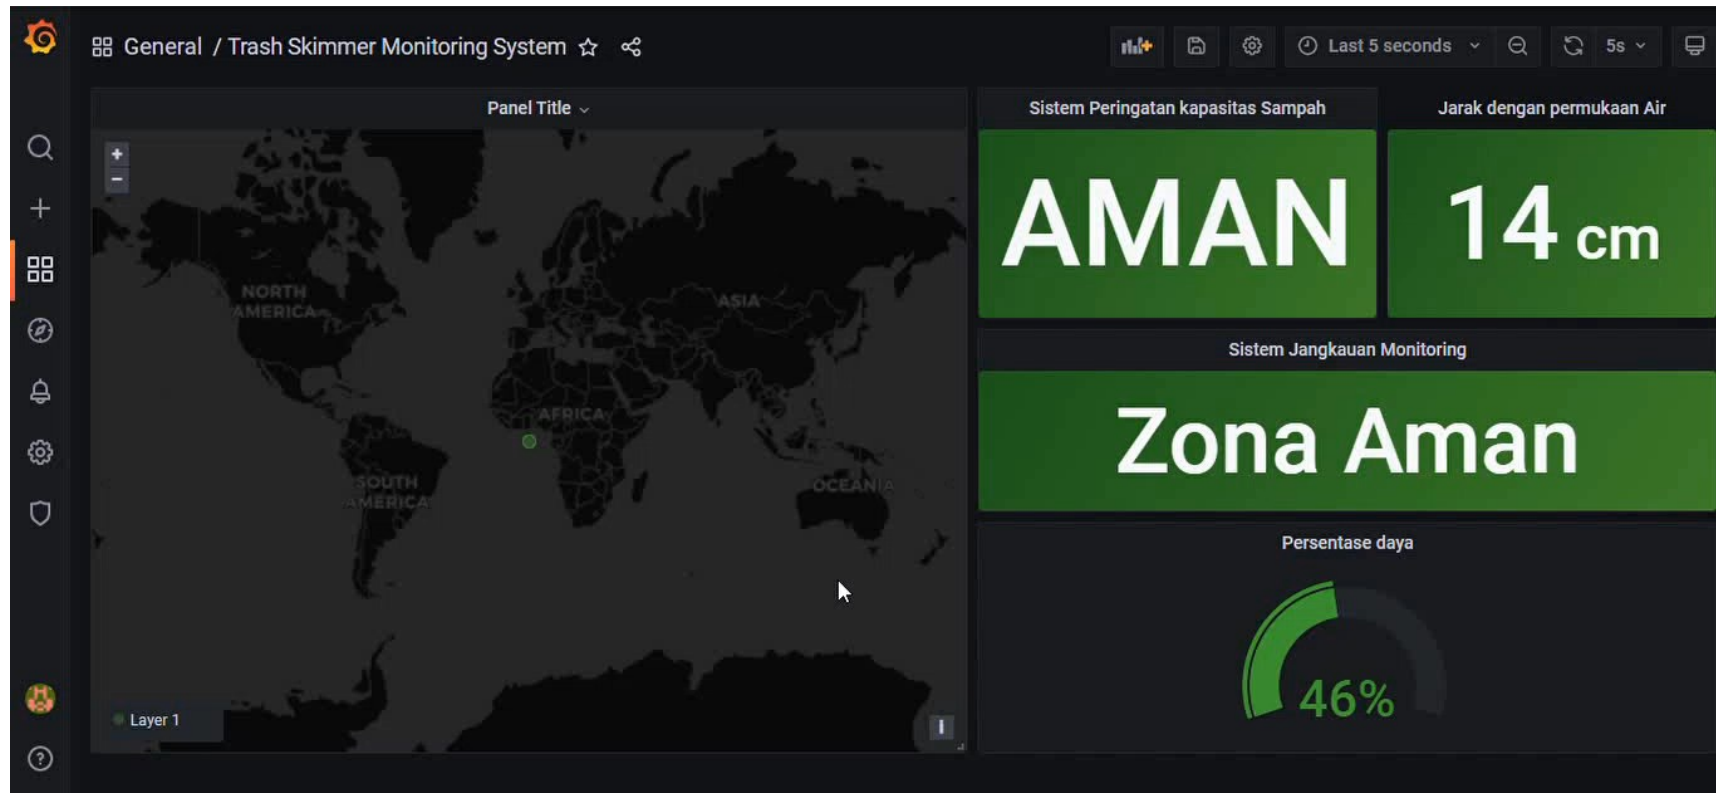 General / Trash Skimmer Monitoring System
Last 5 seconds
5s
Panel Title
+
−
NORTH
AMERICA
ASIA
AFRICA
SOUTH
AMERICA
OCEANIA
Layer 1
i
Sistem Peringatan kapasitas Sampah
AMAN
Jarak dengan permukaan Air
14 cm
Sistem Jangkauan Monitoring
Zona Aman
Persentase daya
46%